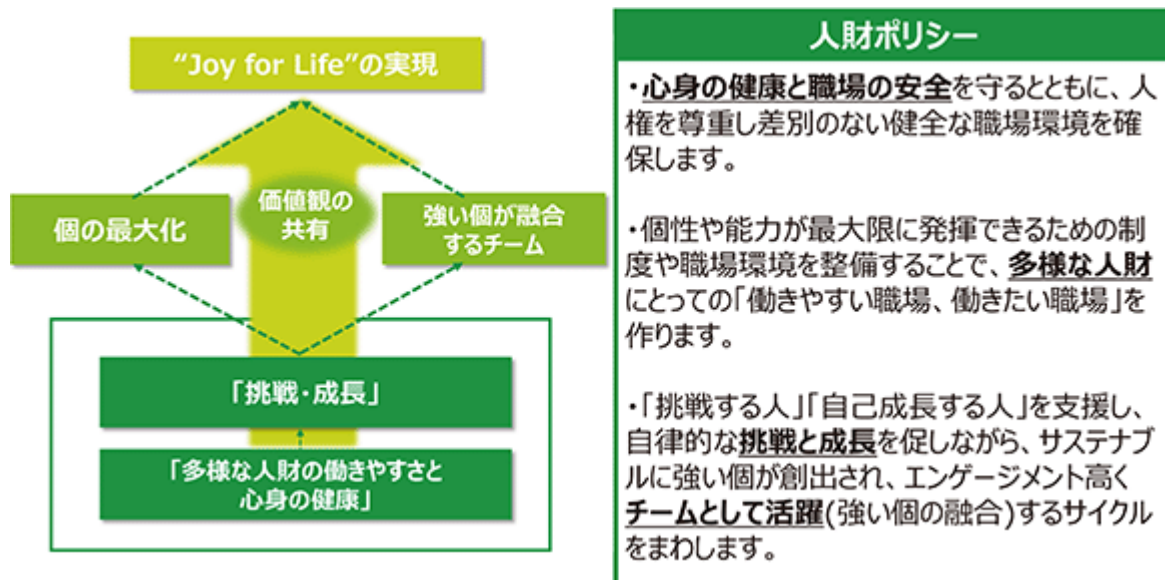 “Joy for Life”の実現
個の最大化
価値観の
共有
強い個が融合
するチーム
「挑戦・成長」
「多様な人財の働きやすさと
心身の健康」
人財ポリシー
・心身の健康と職場の安全を守るとともに、人
権を尊重し差別のない健全な職場環境を確
保します。
・個性や能力が最大限に発揮できるための制
度や職場環境を整備することで、多様な人財
にとっての「働きやすい職場、働きたい職場」を
作ります。
・「挑戦する人」「自己成長する人」を支援し、
自律的な挑戦と成長を促しながら、サステナブ
ルに強い個が創出され、エンゲージメント高く
チームとして活躍(強い個の融合)するサイクル
をまわします。